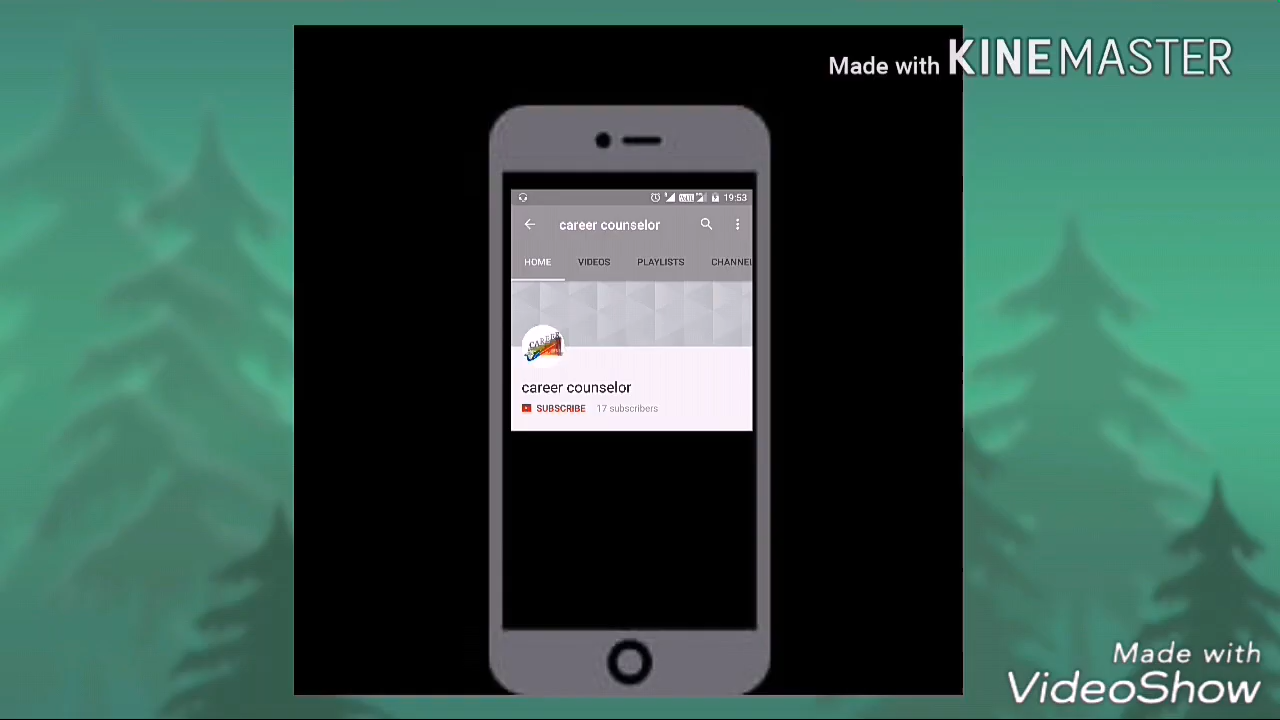 Made with KINEMASTER
19:53
career counselor
HOME VIDEOS PLAYLISTS CHANNEL
CAREER
career counselor
SUBSCRIBE 17 subscribers
Made with
VideoShow